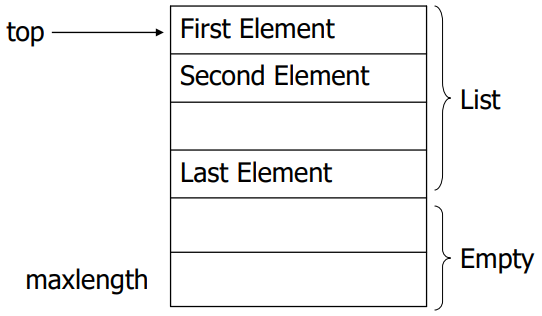 top
First Element
Second Element
List
Last Element
Empty
maxlength